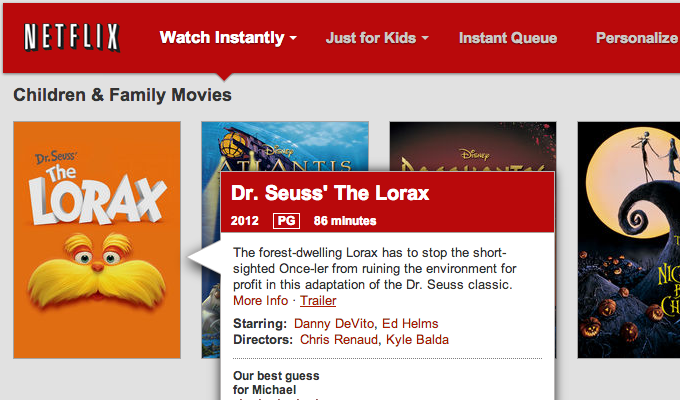 NETFLIX
Watch Instantly
Just for Kids
Instant Queue
Personalize
Children & Family Movies
Dr. Seuss'
The
LORAX
Disney
ATLANTIS
Disney
POCAHONTAS
Dr. Seuss' The Lorax
2012 PG 86 minutes
The forest-dwelling Lorax has to stop the short-
sighted Once-ler from ruining the environment for
profit in this adaptation of the Dr. Seuss classic.
More Info · Trailer
Starring: Danny DeVito, Ed Helms
Directors: Chris Renaud, Kyle Balda
Our best guess
for Michael